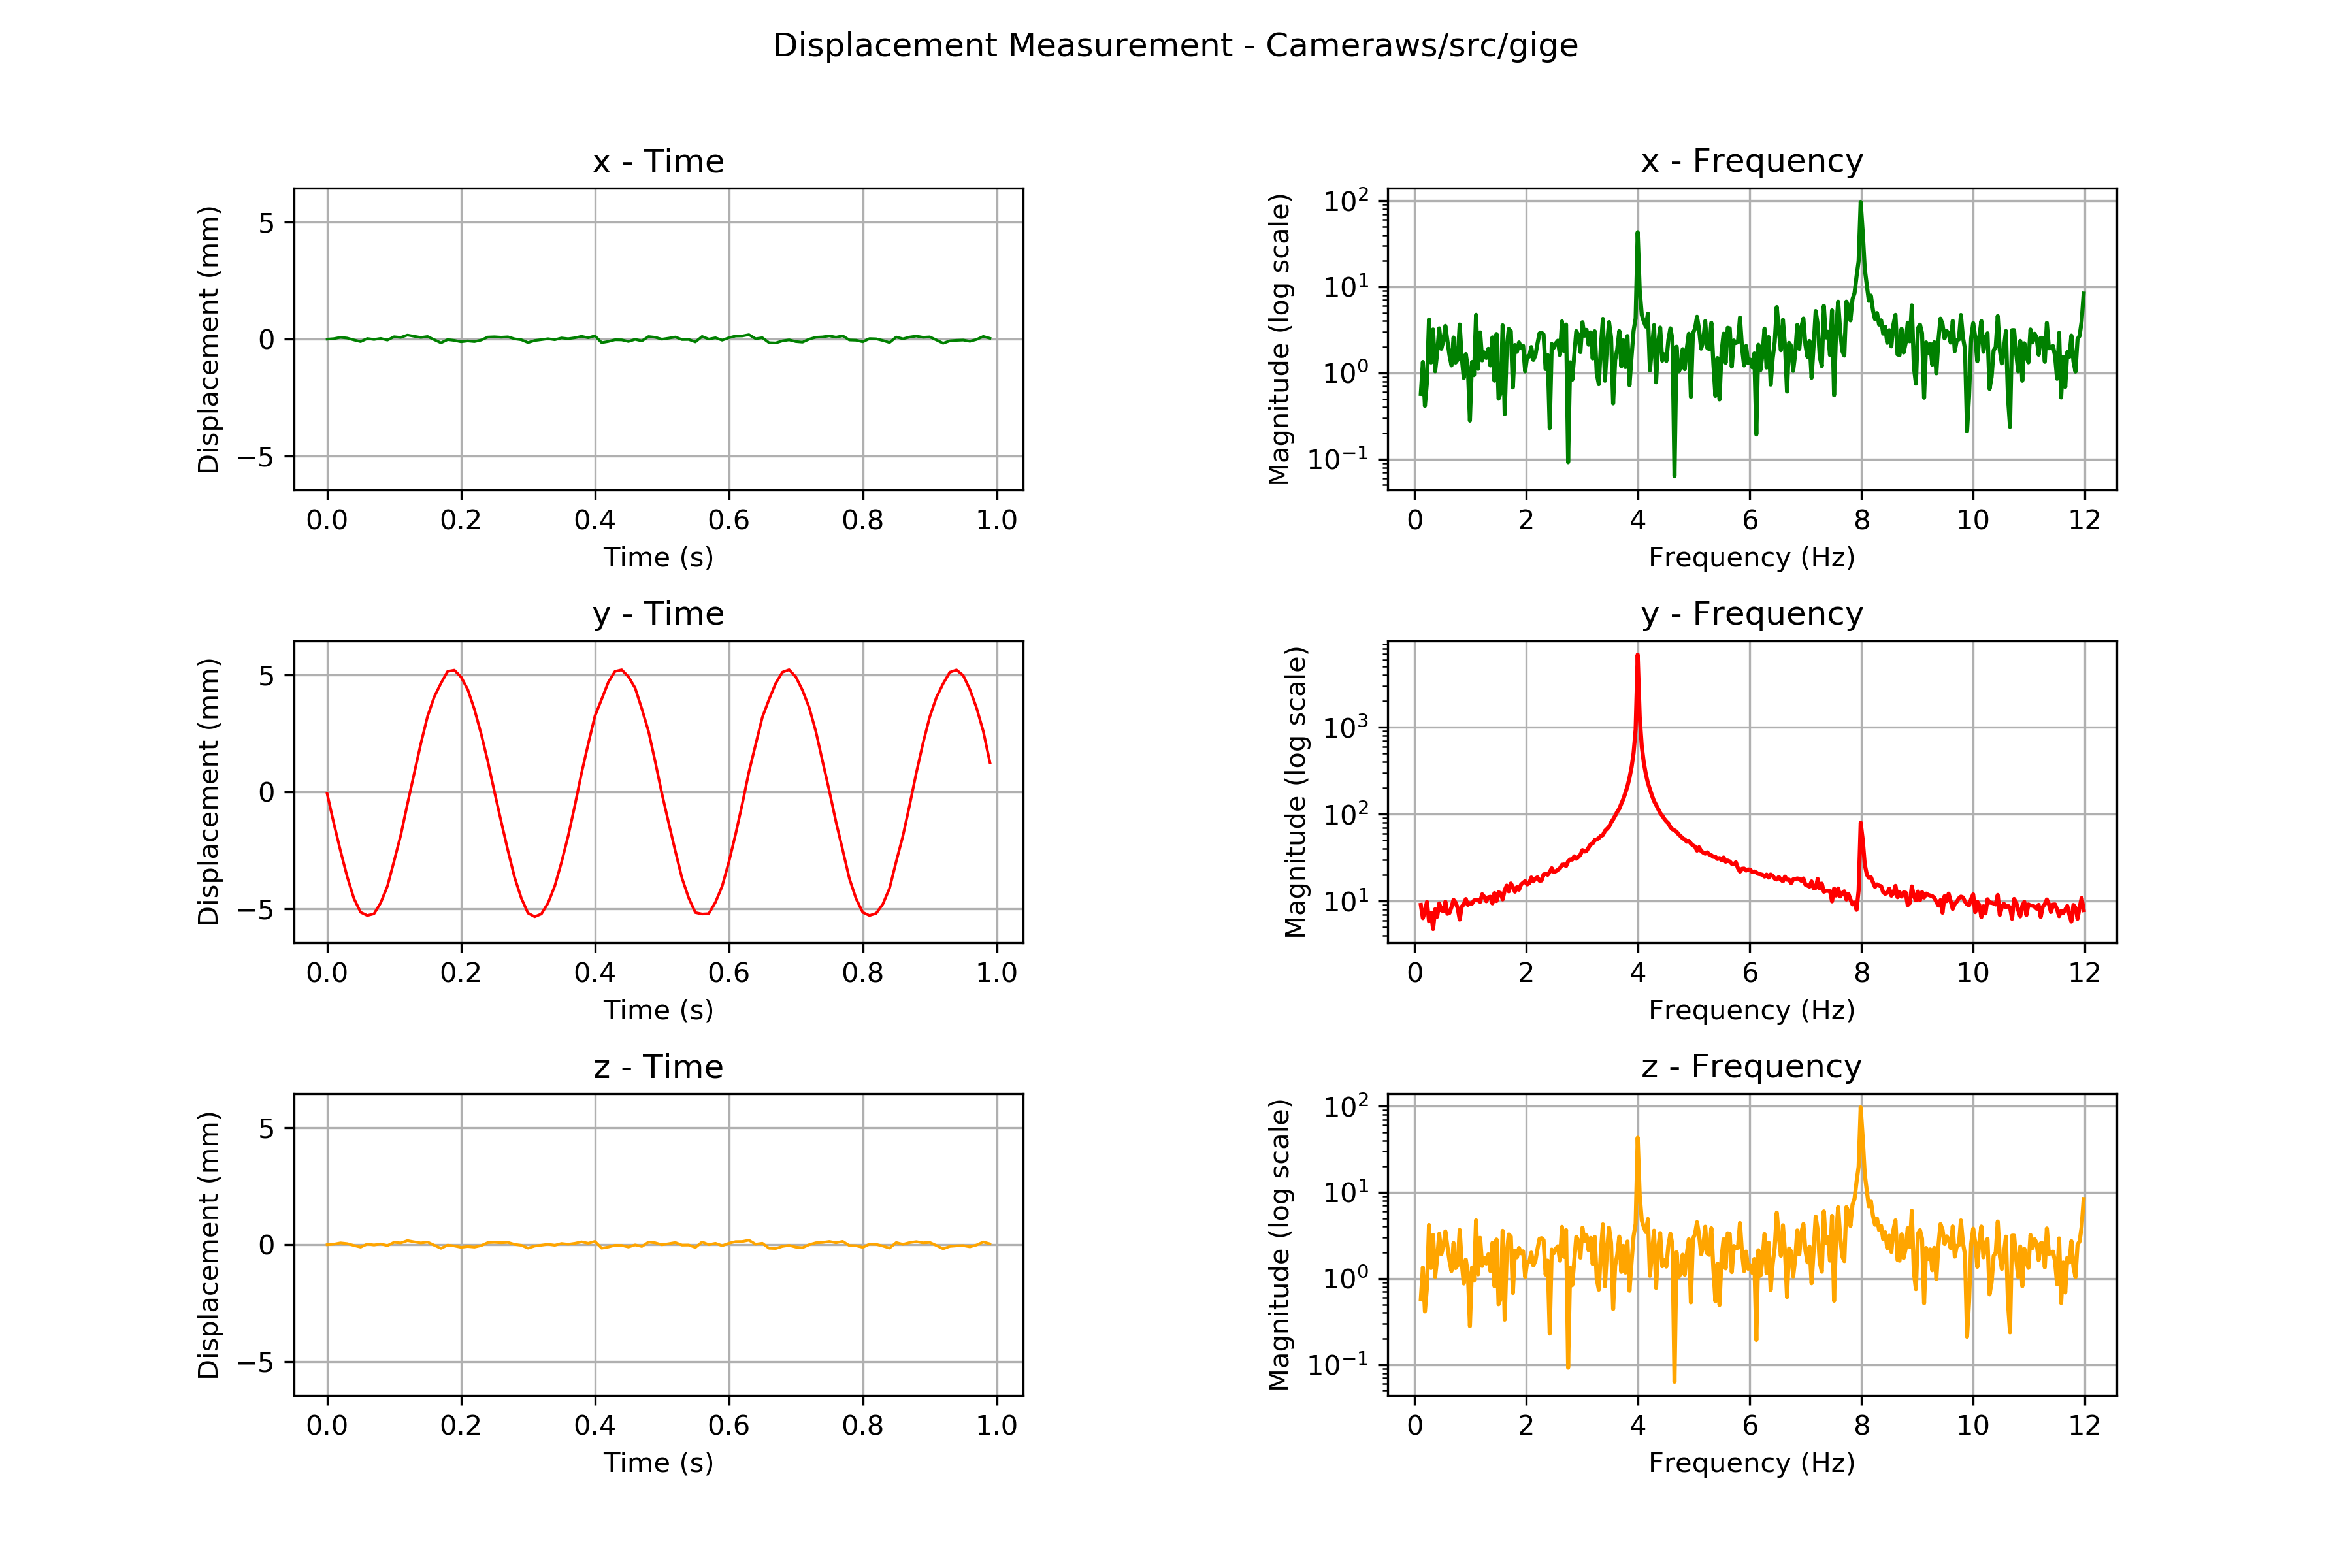 Displacement Measurement - Cameraws/src/gige
x - Time
Displacement (mm)
5
0
−5
0.0 0.2 0.4 0.6 0.8 1.0
Time (s)
x - Frequency
Magnitude (log scale)
10²
10¹
10⁰
10⁻¹
0 2 4 6 8 10 12
Frequency (Hz)
y - Time
Displacement (mm)
5
0
−5
0.0 0.2 0.4 0.6 0.8 1.0
Time (s)
y - Frequency
Magnitude (log scale)
10³
10²
10¹
0 2 4 6 8 10 12
Frequency (Hz)
z - Time
Displacement (mm)
5
0
−5
0.0 0.2 0.4 0.6 0.8 1.0
Time (s)
z - Frequency
Magnitude (log scale)
10²
10¹
10⁰
10⁻¹
0 2 4 6 8 10 12
Frequency (Hz)